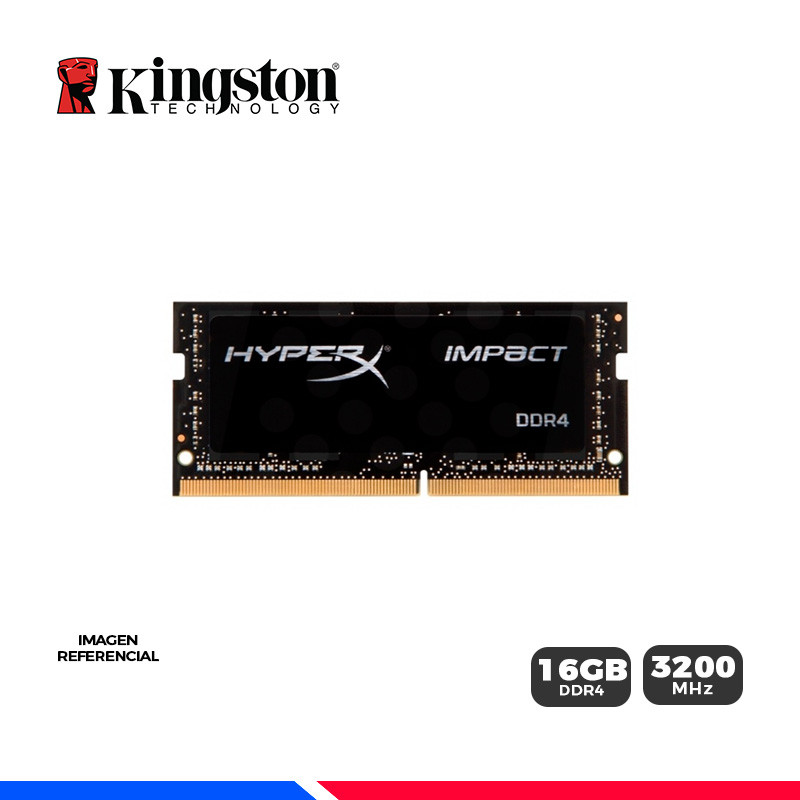 Kingston®
TECHNOLOGY
HYPERX® IMPACT
DDR4
IMAGEN
REFERENCIAL
16GB
DDR4
3200
MHz